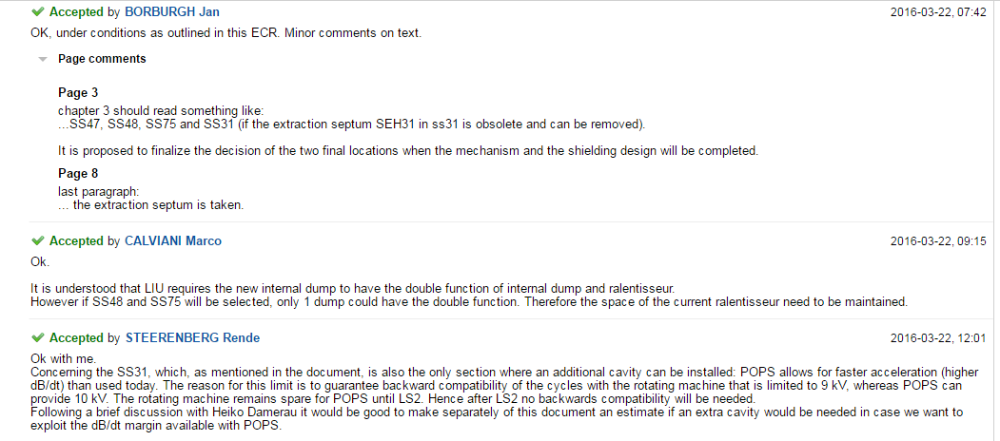 Accepted by BORBURGH Jan 2016-03-22, 07:42
OK, under conditions as outlined in this ECR. Minor comments on text.
Page comments
Page 3
chapter 3 should read something like:
...SS47, SS48, SS75 and SS31 (if the extraction septum SEH31 in ss31 is obsolete and can be removed).
It is proposed to finalize the decision of the two final locations when the mechanism and the shielding design will be completed.
Page 8
last paragraph:
... the extraction septum is taken.
Accepted by CALVIANI Marco 2016-03-22, 09:15
Ok.
It is understood that LIU requires the new internal dump to have the double function of internal dump and ralentisseur.
However if SS48 and SS75 will be selected, only 1 dump could have the double function. Therefore the space of the current ralentisseur need to be maintained.
Accepted by STEERENBERG Rende 2016-03-22, 12:01
Ok with me.
Concerning the SS31, which, as mentioned in the document, is also the only section where an additional cavity can be installed: POPS allows for faster acceleration (higher
dB/dt) than used today. The reason for this limit is to guarantee backward compatibility of the cycles with the rotating machine that is limited to 9 kV, whereas POPS can
provide 10 kV. The rotating machine remains spare for POPS until LS2. Hence after LS2 no backwards compatibility will be needed.
Following a brief discussion with Heiko Damerau it would be good to make separately of this document an estimate if an extra cavity would be needed in case we want to
exploit the dB/dt margin available with POPS.